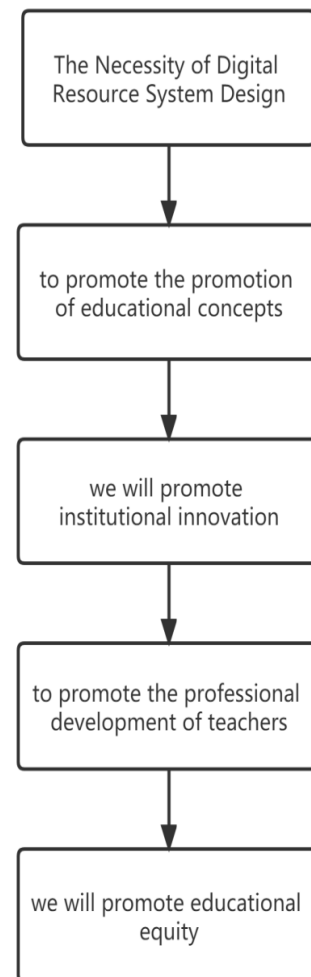 The Necessity of Digital
Resource System Design
to promote the promotion
of educational concepts
we will promote
institutional innovation
to promote the professional
development of teachers
we will promote educational
equity